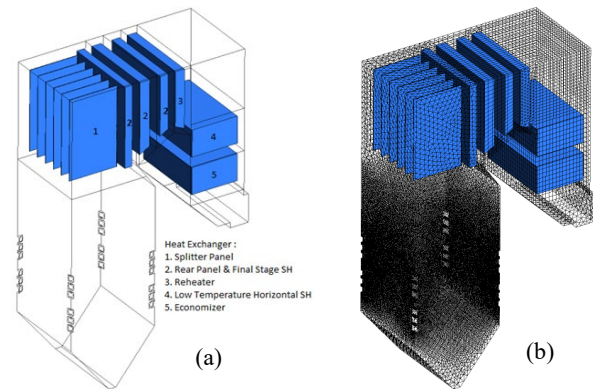 1
2
2
2
3
4
5
Heat Exchanger :
1. Splitter Panel
2. Rear Panel & Final Stage SH
3. Reheater
4. Low Temperature Horizontal SH
5. Economizer
(a)
(b)